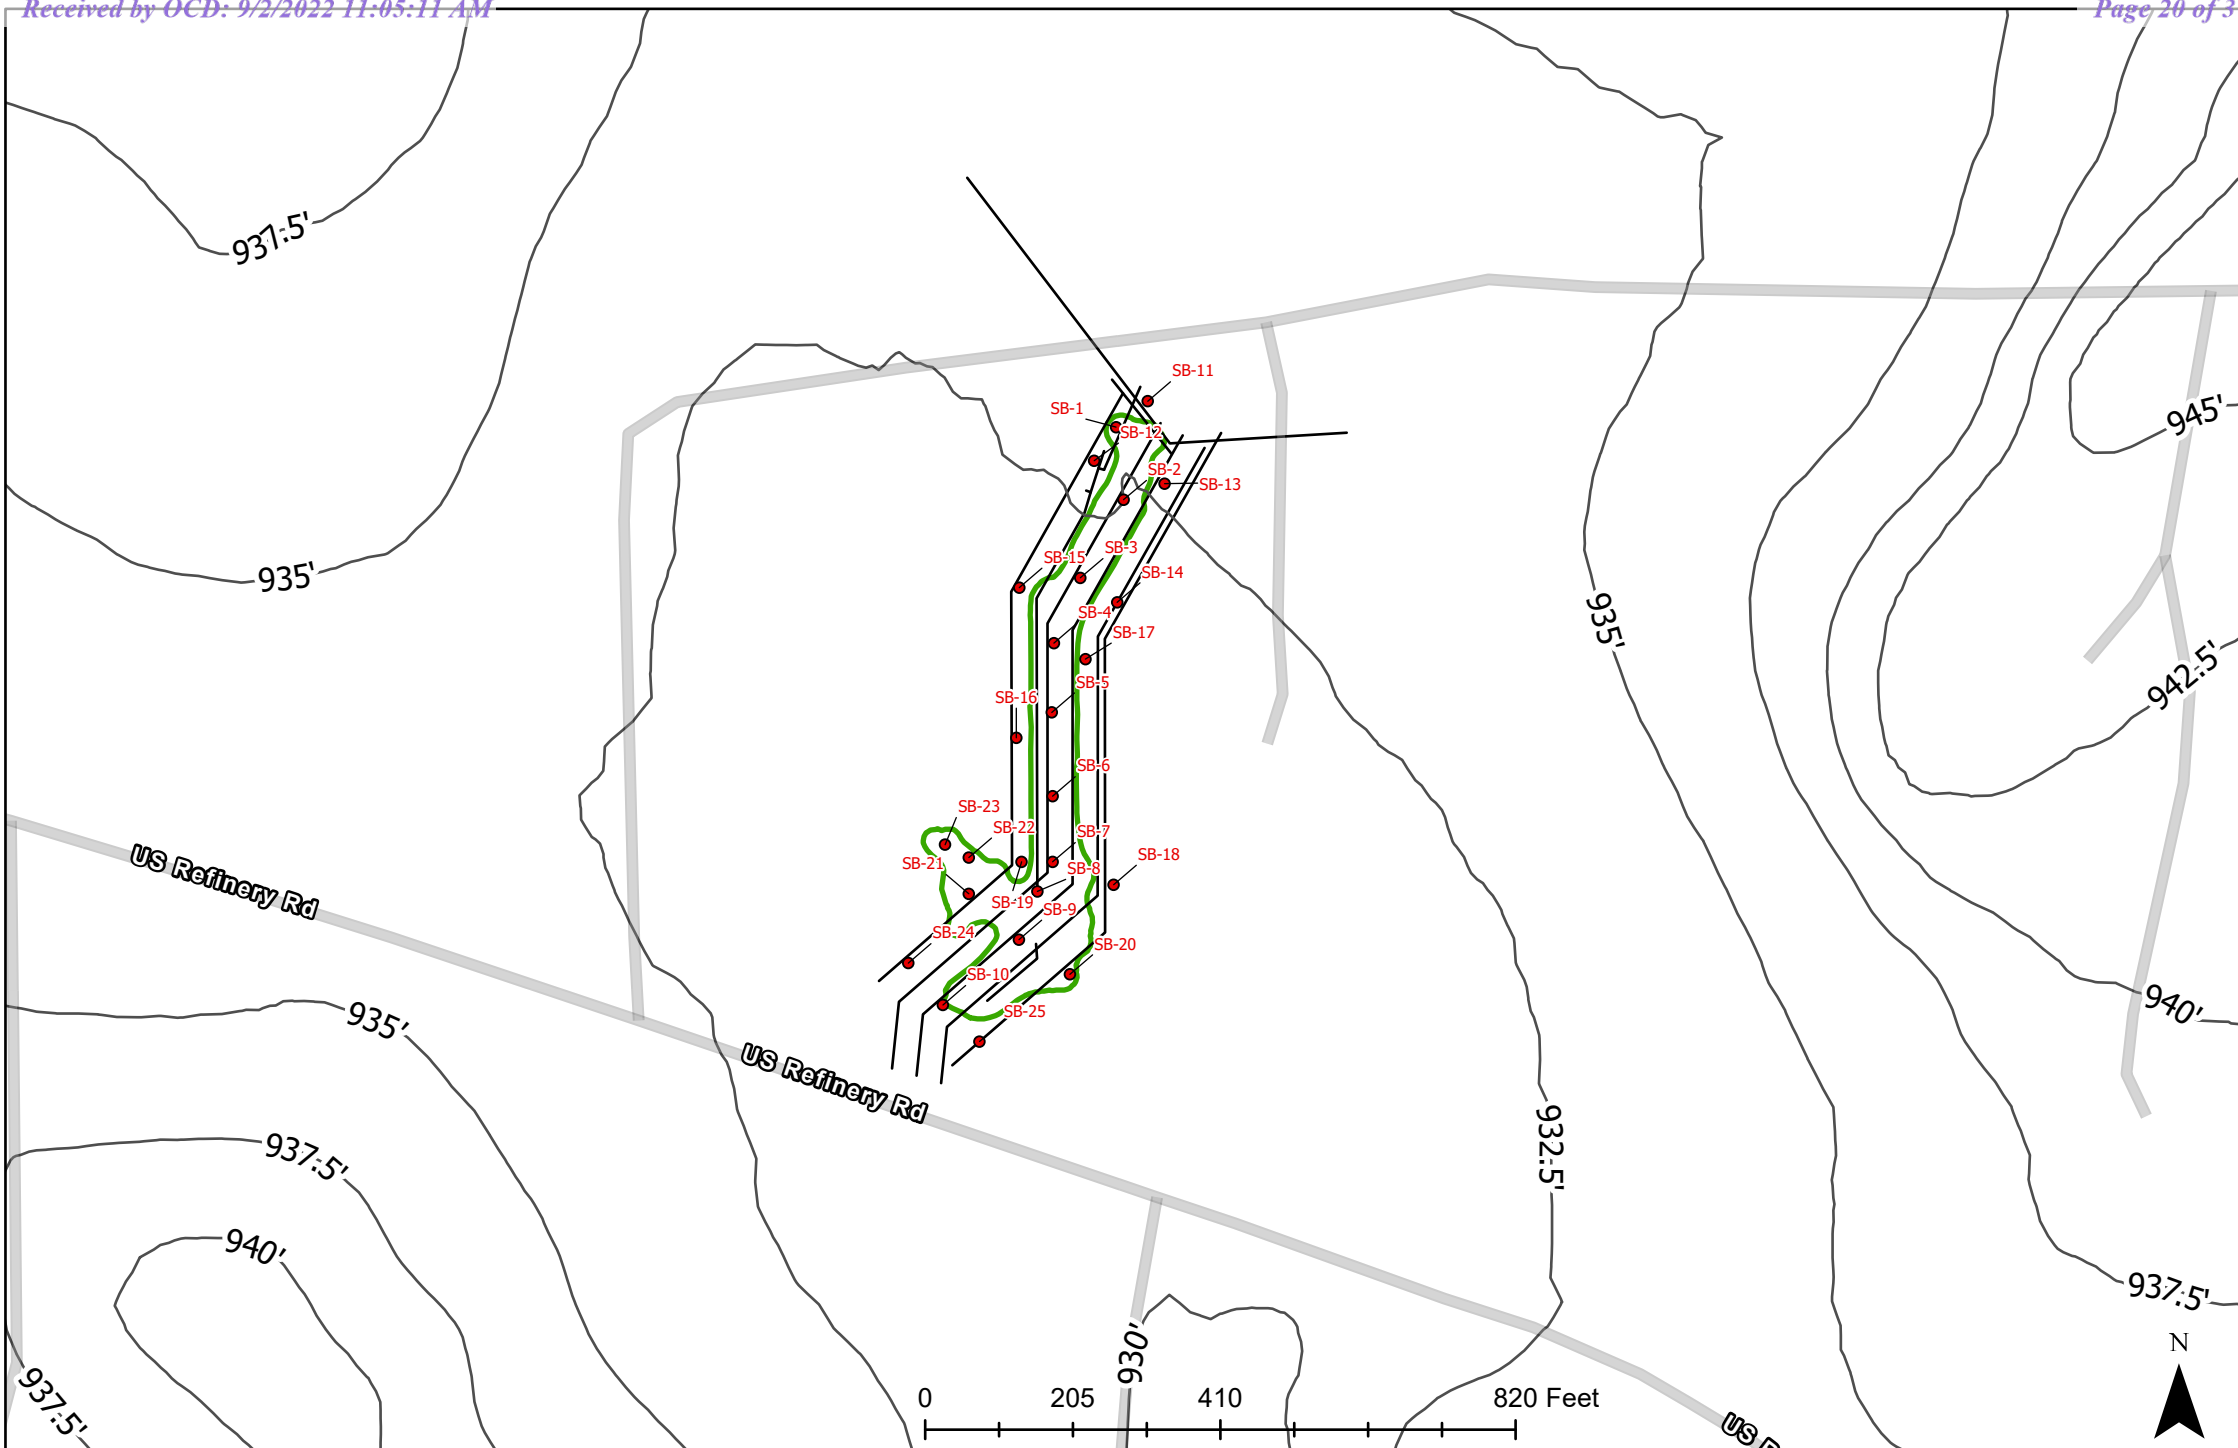 Received by OCD: 9/2/2022 11:05:11 AM
Page 20 of 3
937.5'
SB-11
SB-1
SB-12
945'
SB-2
SB-13
SB-3
SB-15
935'
SB-14
935'
SB-4
SB-17
942.5'
SB-5
SB-16
SB-6
SB-23
SB-22
SB-7
US Refinery Rd
SB-21
SB-8
SB-18
SB-19
SB-9
SB-24
SB-20
SB-10
940'
SB-25
935'
US Refinery Rd
932.5'
937.5'
940'
937.5'
930'
N
937.5'
0 205 410 820 Feet
US